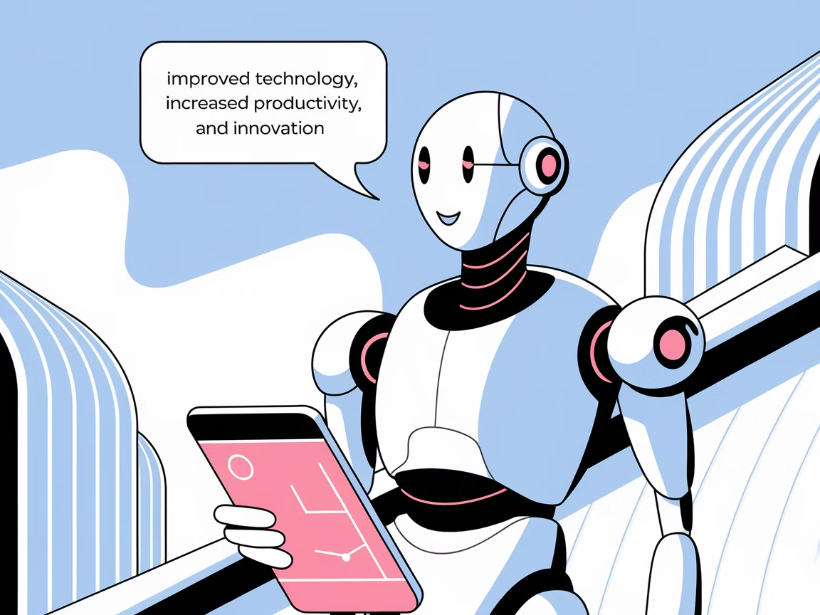 improved technology,
increased productivity,
and innovation